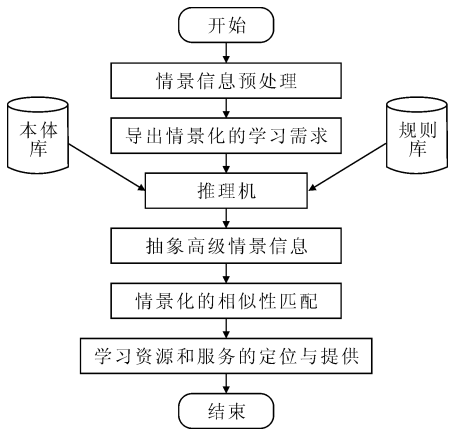 开始
情景信息预处理
本体
库
导出情景化的学习需求
规则
库
推理机
抽象高级情景信息
情景化的相似性匹配
学习资源和服务的定位与提供
结束